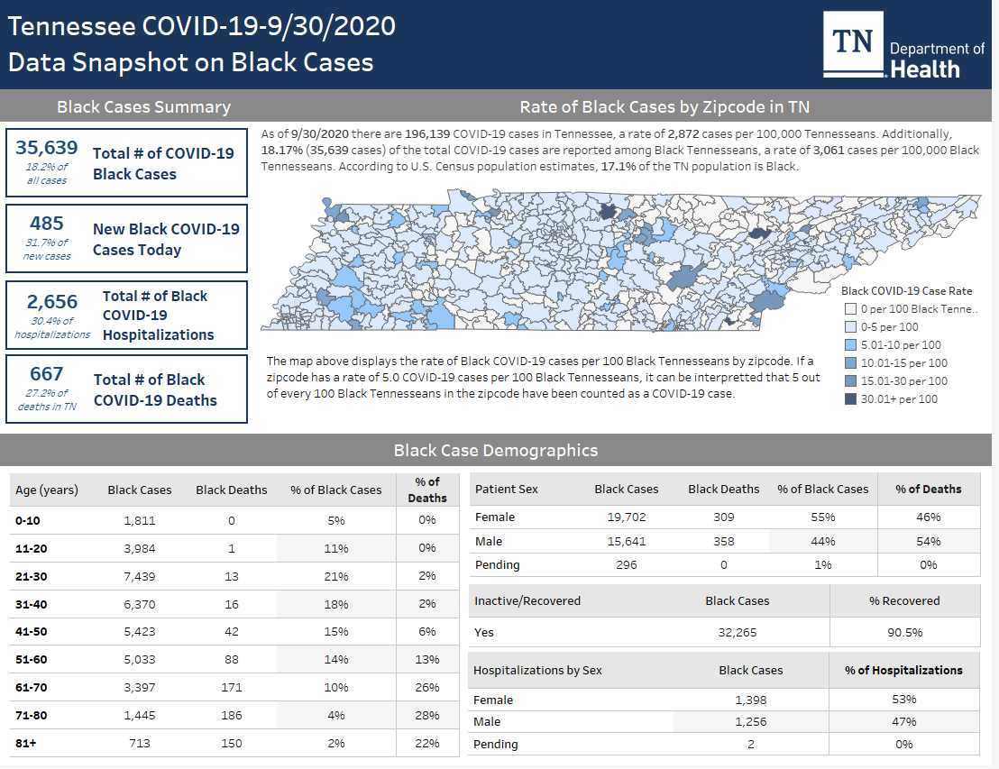 Tennessee COVID-19-9/30/2020
Data Snapshot on Black Cases
TN
Department of
Health
Black Cases Summary
35,639
18.2% of
all cases
Total # of COVID-19
Black Cases
485
31.7% of
new cases
New Black COVID-19
Cases Today
2,656
30.4% of
hospitalizations
Total # of Black
COVID-19
Hospitalizations
667
27.2% of
deaths in TN
Total # of Black
COVID-19 Deaths
Rate of Black Cases by Zipcode in TN
As of 9/30/2020 there are 196,139 COVID-19 cases in Tennessee, a rate of 2,872 cases per 100,000 Tennesseans. Additionally,
18.17% (35,639 cases) of the total COVID-19 cases are reported among Black Tennesseans, a rate of 3,061 cases per 100,000 Black
Tennesseans. According to U.S. Census population estimates, 17.1% of the TN population is Black.
Black COVID-19 Case Rate
0 per 100 Black Tenne..
0-5 per 100
5.01-10 per 100
10.01-15 per 100
15.01-30 per 100
30.01+ per 100
The map above displays the rate of Black COVID-19 cases per 100 Black Tennesseans by zipcode. If a
zipcode has a rate of 5.0 COVID-19 cases per 100 Black Tennesseans, it can be interpretted that 5 out
of every 100 Black Tennesseans in the zipcode have been counted as a COVID-19 case.
Black Case Demographics
Age (years) Black Cases Black Deaths % of Black Cases % of Deaths
0-10 1,811 0 5% 0%
11-20 3,984 1 11% 0%
21-30 7,439 13 21% 2%
31-40 6,370 16 18% 2%
41-50 5,423 42 15% 6%
51-60 5,033 88 14% 13%
61-70 3,397 171 10% 26%
71-80 1,445 186 4% 28%
81+ 713 150 2% 22%
Patient Sex Black Cases Black Deaths % of Black Cases % of Deaths
Female 19,702 309 55% 46%
Male 15,641 358 44% 54%
Pending 296 0 1% 0%
Inactive/Recovered Black Cases % Recovered
Yes 32,265 90.5%
Hospitalizations by Sex Black Cases % of Hospitalizations
Female 1,398 53%
Male 1,256 47%
Pending 2 0%